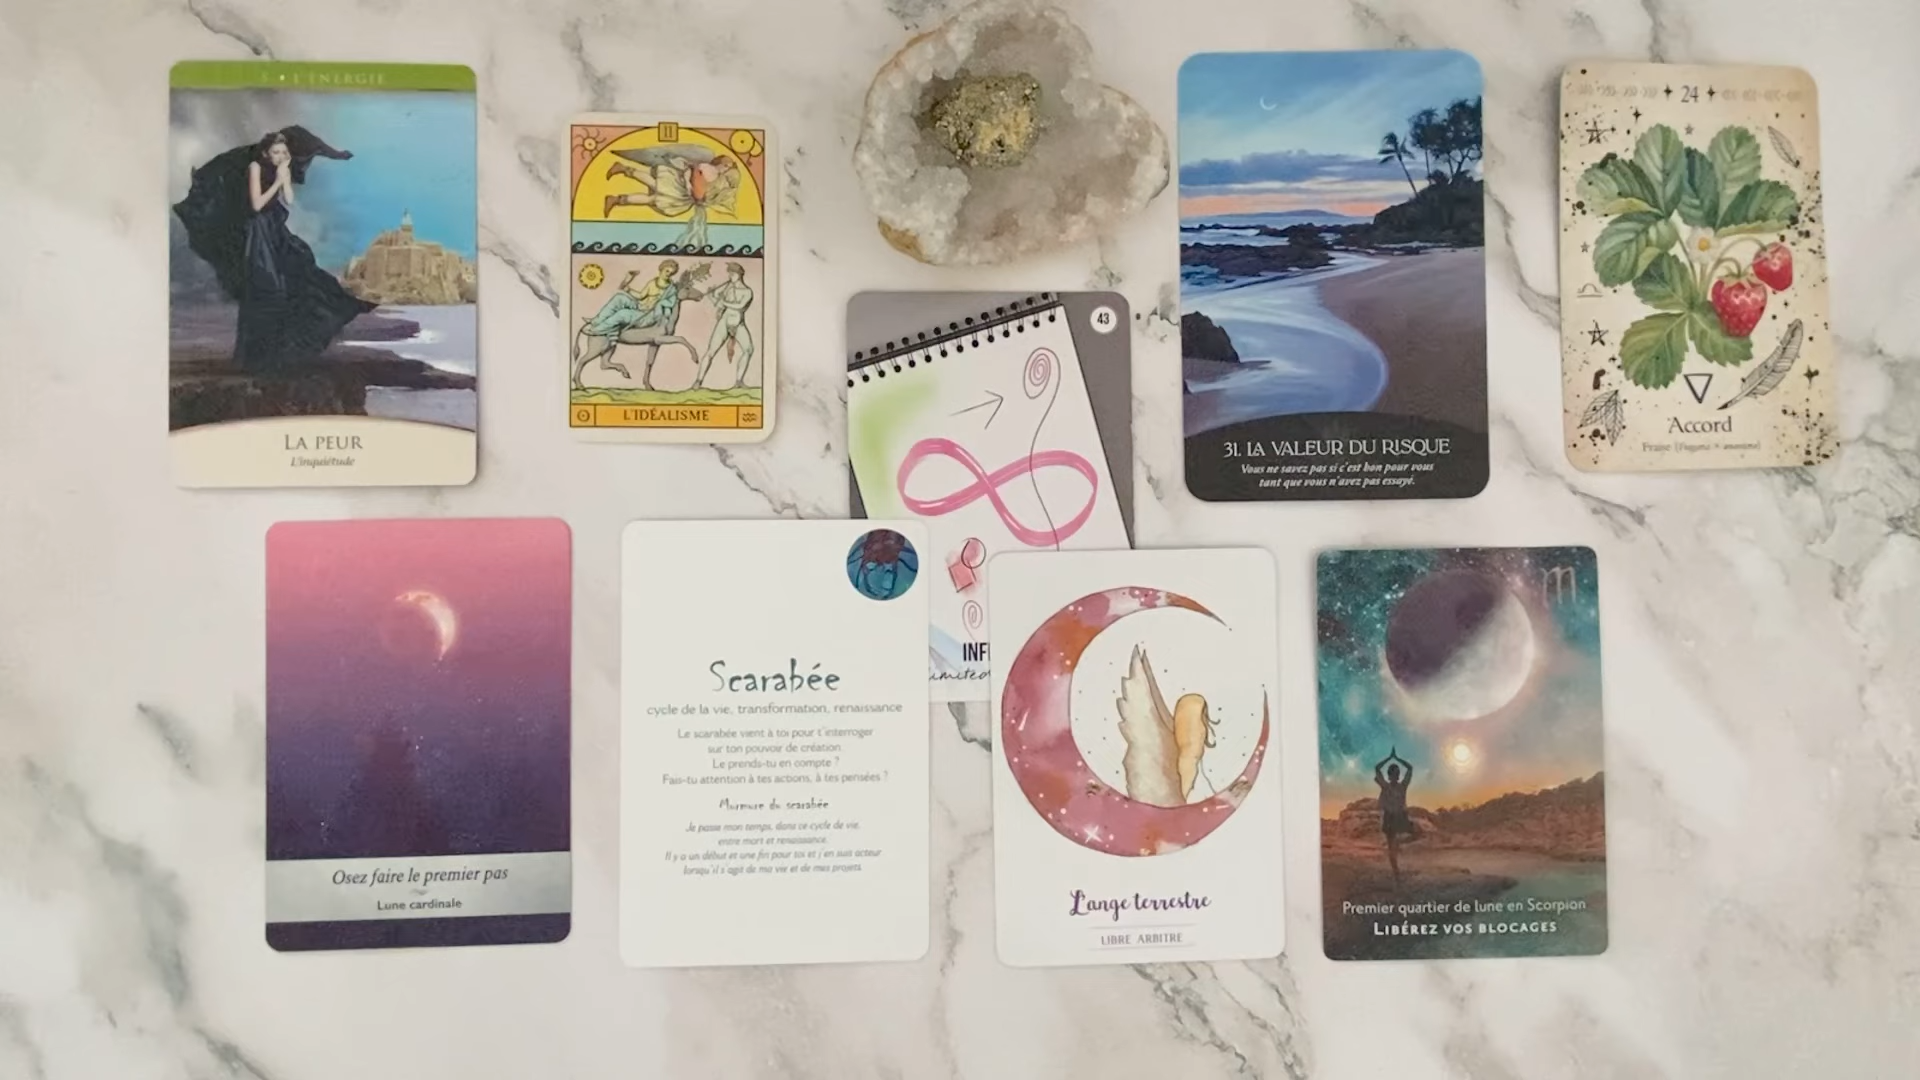 L'ÉNERGIE
LA PEUR
L'inquiétude
II
L'IDÉALISME
43
INFI
31. LA VALEUR DU RISQUE
Vous ne savez pas si c'est bon pour vous
tant que vous n'avez pas essayé.
24
Accord
Fraise
Osez faire le premier pas
Lune cardinale
Scarabée
cycle de la vie, transformation, renaissance
Le scarabée vient à toi pour t'interroger
sur ton pouvoir de création.
Le prends-tu en compte ?
Fais-tu attention à tes actions, à tes pensées ?
Murmure du scarabée
Je passe mon temps, dans ce cycle de vie,
entre mort et renaissance.
Il y a un début et une fin pour toi et j'en suis acteur
lorsqu'il s'agit de ma vie et de mes projets.
L'ange terrestre
LIBRE ARBITRE
Premier quartier de lune en Scorpion
LIBÉREZ VOS BLOCAGES